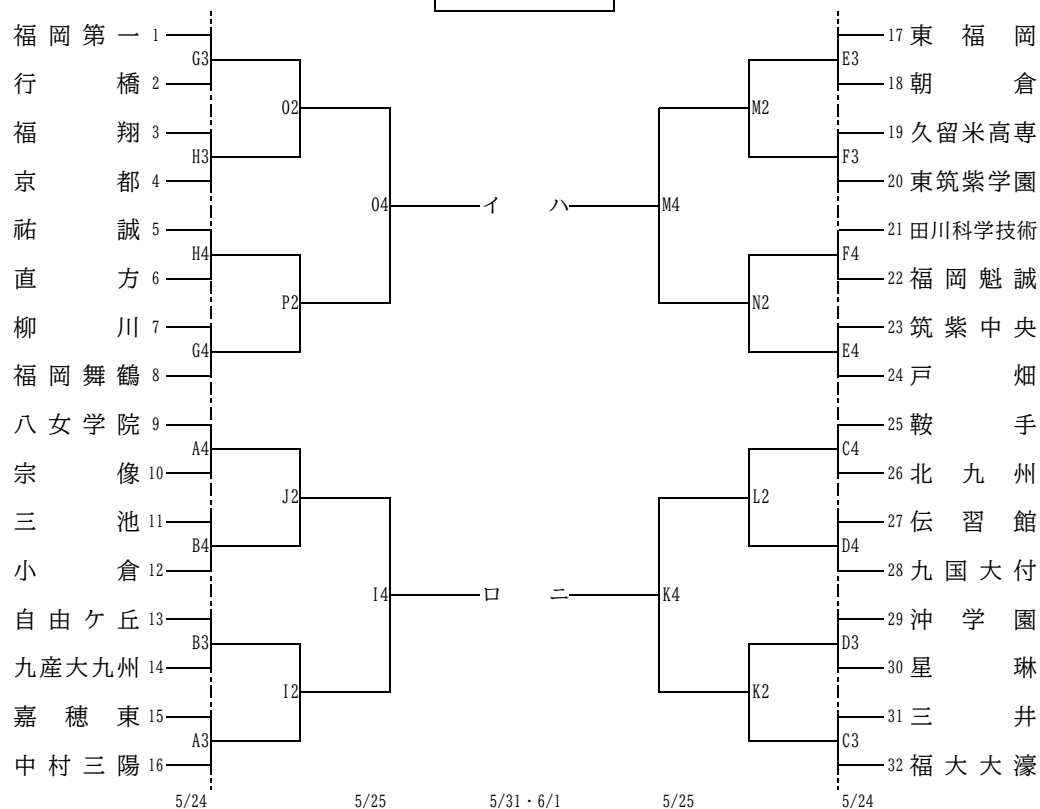 福岡第一 1
G3
行橋 2
O2
福翔 3
H3
京都 4
O4
イ
祐誠 5
H4
直方 6
P2
柳川 7
G4
福岡舞鶴 8
八女学院 9
A4
宗像 10
J2
三池 11
B4
小倉 12
I4
ロ
自由ケ丘 13
B3
九産大九州 14
I2
嘉穂東 15
A3
中村三陽 16
17 東福岡
E3
18 朝倉
M2
19 久留米高専
F3
20 東筑紫学園
ハ
M4
21 田川科学技術
F4
22 福岡魁誠
N2
23 筑紫中央
E4
24 戸畑
25 鞍手
C4
26 北九州
L2
27 伝習館
D4
28 九国大付
ニ
K4
29 沖学園
D3
30 星琳
K2
31 三井
C3
32 福大大濠
5/24 5/25 5/31・6/1 5/25 5/24